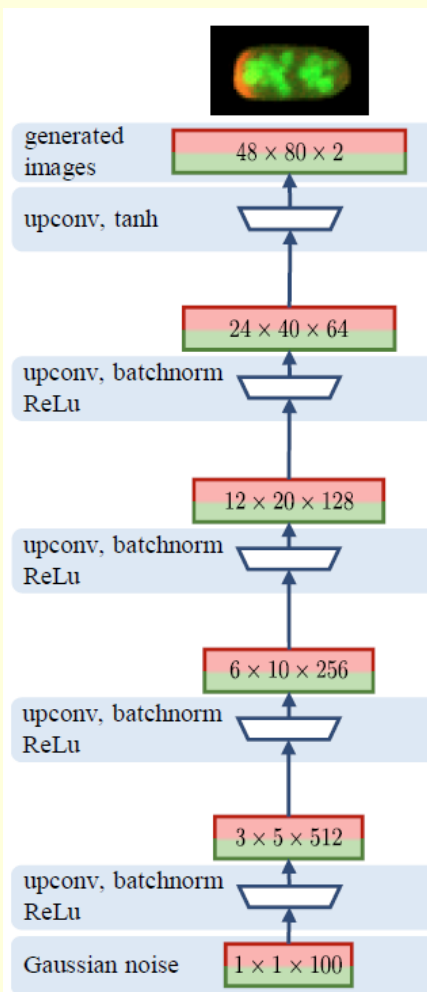 generated
images
48 × 80 × 2
upconv, tanh
24 × 40 × 64
upconv, batchnorm
ReLu
12 × 20 × 128
upconv, batchnorm
ReLu
6 × 10 × 256
upconv, batchnorm
ReLu
3 × 5 × 512
upconv, batchnorm
ReLu
Gaussian noise
1 × 1 × 100